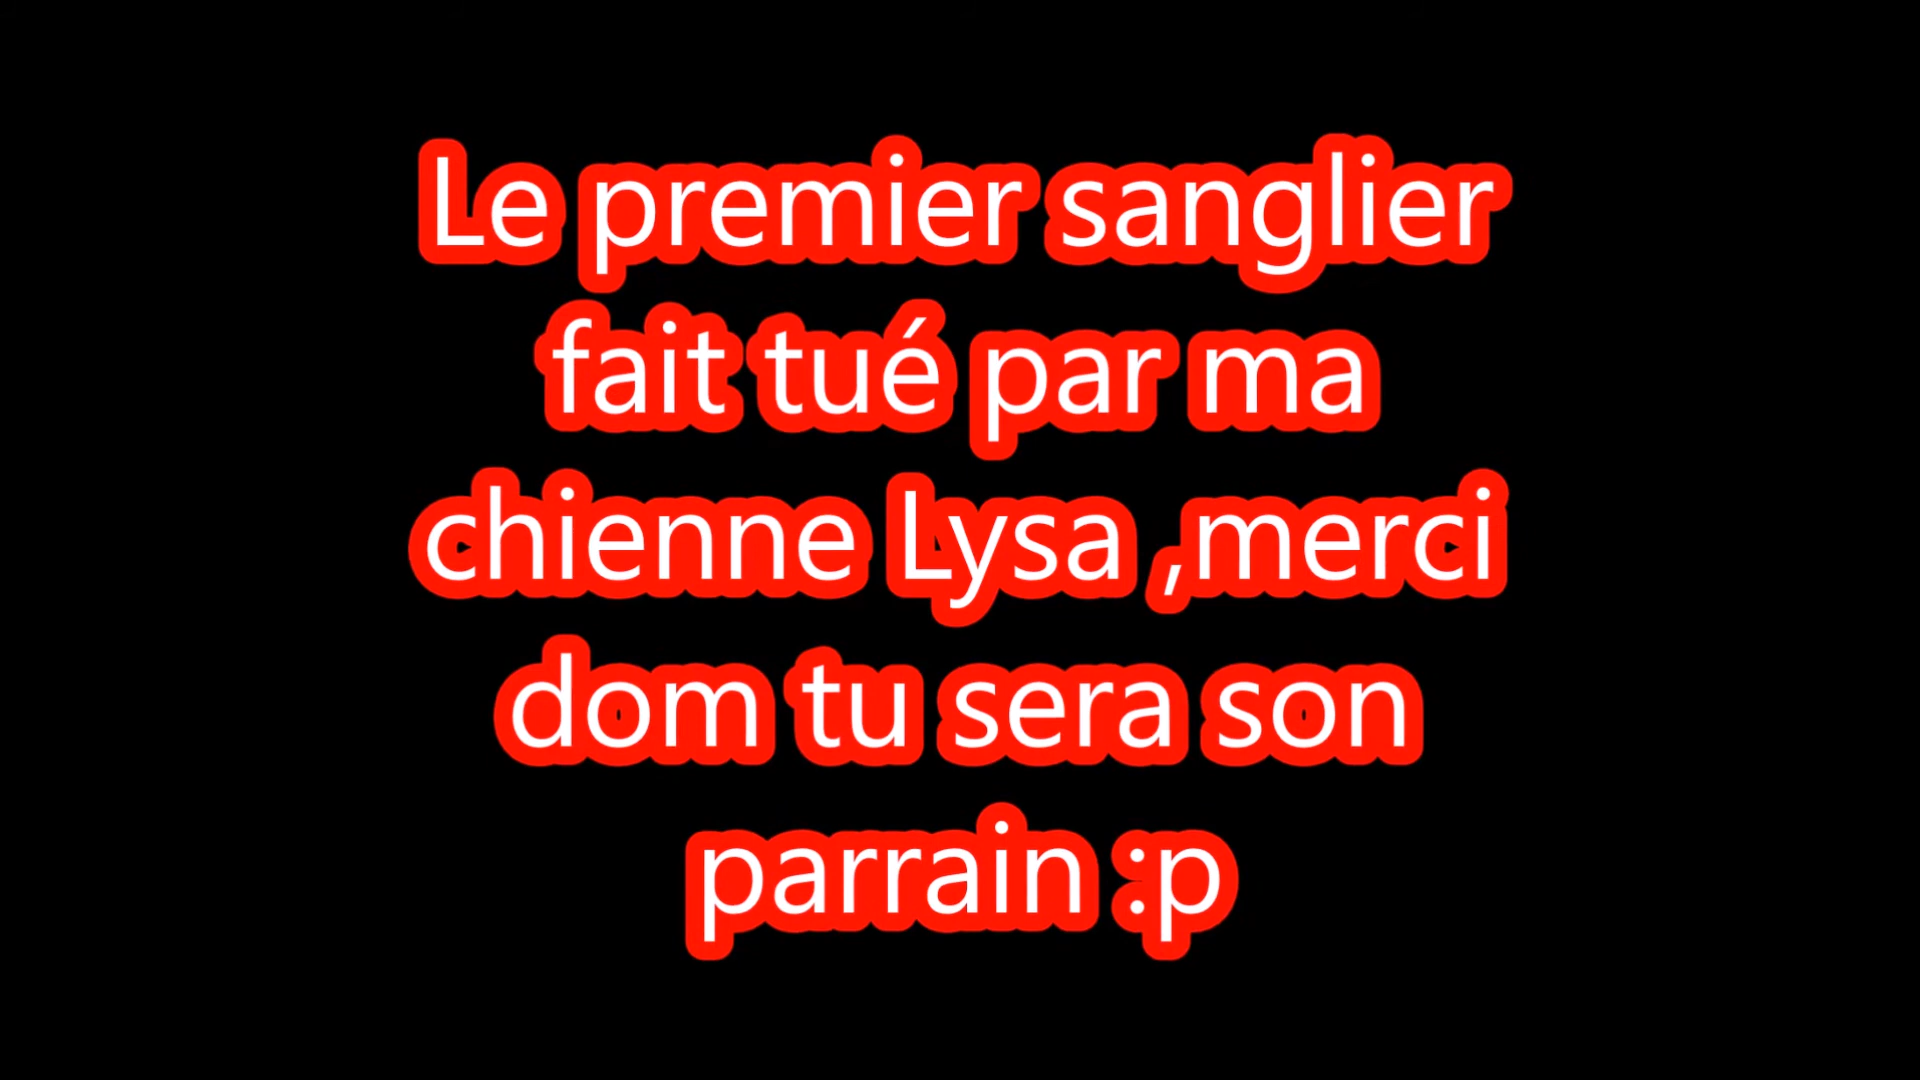 Le premier sanglier
fait tué par ma
chienne Lysa ,merci
dom tu sera son
parrain :p